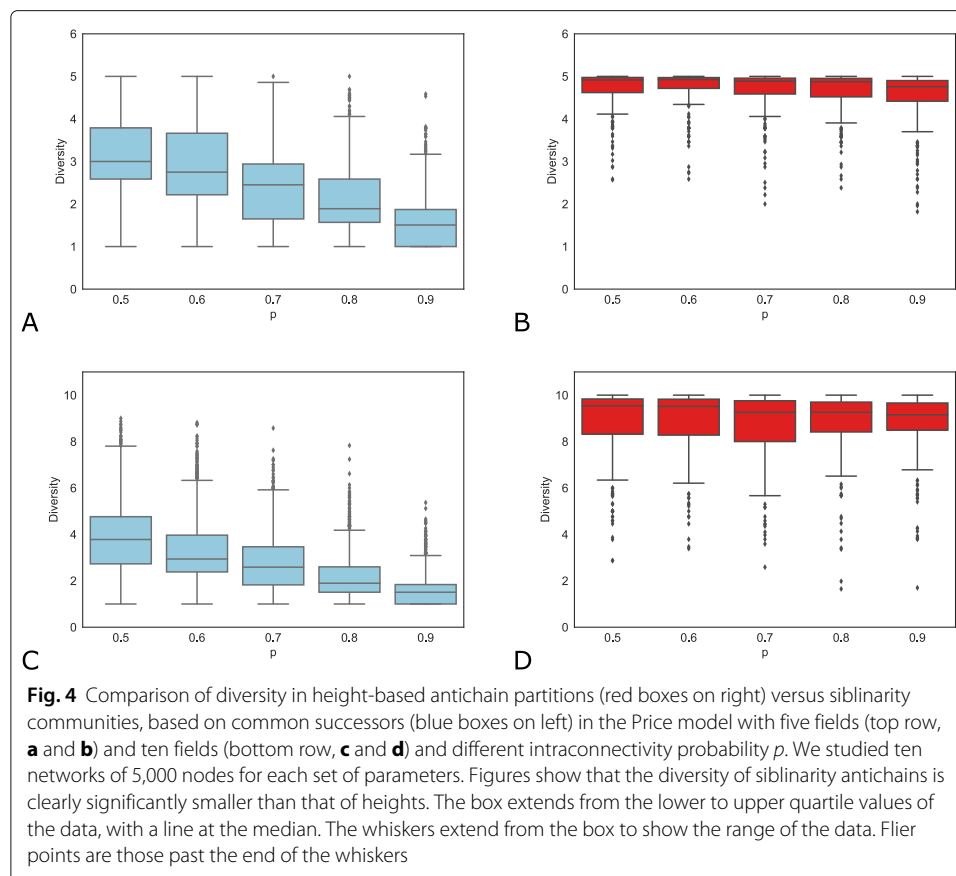 6
5
4
3
2
1
0
Diversity
0.5 0.6 0.7 0.8 0.9
p
A
6
5
4
3
2
1
0
Diversity
0.5 0.6 0.7 0.8 0.9
p
B
10
8
6
4
2
0
Diversity
0.5 0.6 0.7 0.8 0.9
p
C
10
8
6
4
2
0
Diversity
0.5 0.6 0.7 0.8 0.9
p
D
Fig. 4 Comparison of diversity in height-based antichain partitions (red boxes on right) versus siblinarity
communities, based on common successors (blue boxes on left) in the Price model with five fields (top row,
a and b) and ten fields (bottom row, c and d) and different intraconnectivity probability p. We studied ten
networks of 5,000 nodes for each set of parameters. Figures show that the diversity of siblinarity antichains is
clearly significantly smaller than that of heights. The box extends from the lower to upper quartile values of
the data, with a line at the median. The whiskers extend from the box to show the range of the data. Flier
points are those past the end of the whiskers